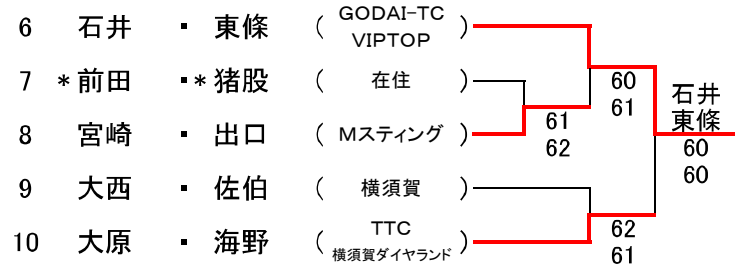 6 石井 ・ 東條 ( GODAI-TC
VIPTOP )
7 *前田 ・*猪股 ( 在住 )
8 宮崎 ・ 出口 ( Mスティング )
9 大西 ・ 佐伯 ( 横須賀 )
10 大原 ・ 海野 ( TTC
横須賀ダイヤランド )
61
62
60
61
62
61
石井
東條
60
60